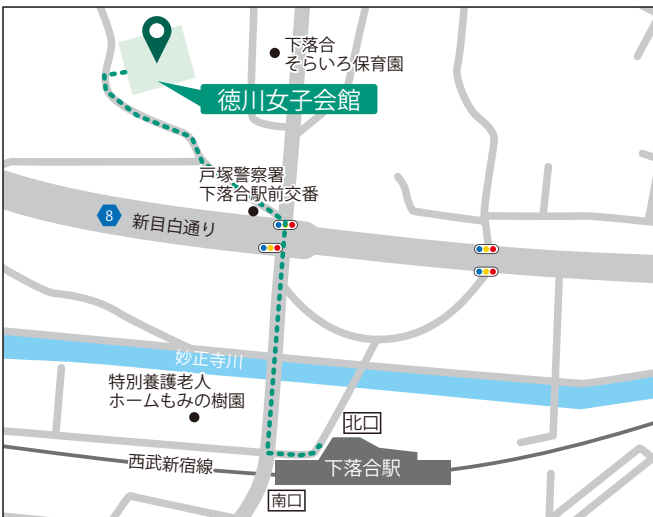 下落合
そらいろ保育園
徳川女子会館
戸塚警察署
下落合駅前交番
8
新目白通り
妙正寺川
特別養護老人
ホームもみの樹園
北口
西武新宿線
下落合駅
南口